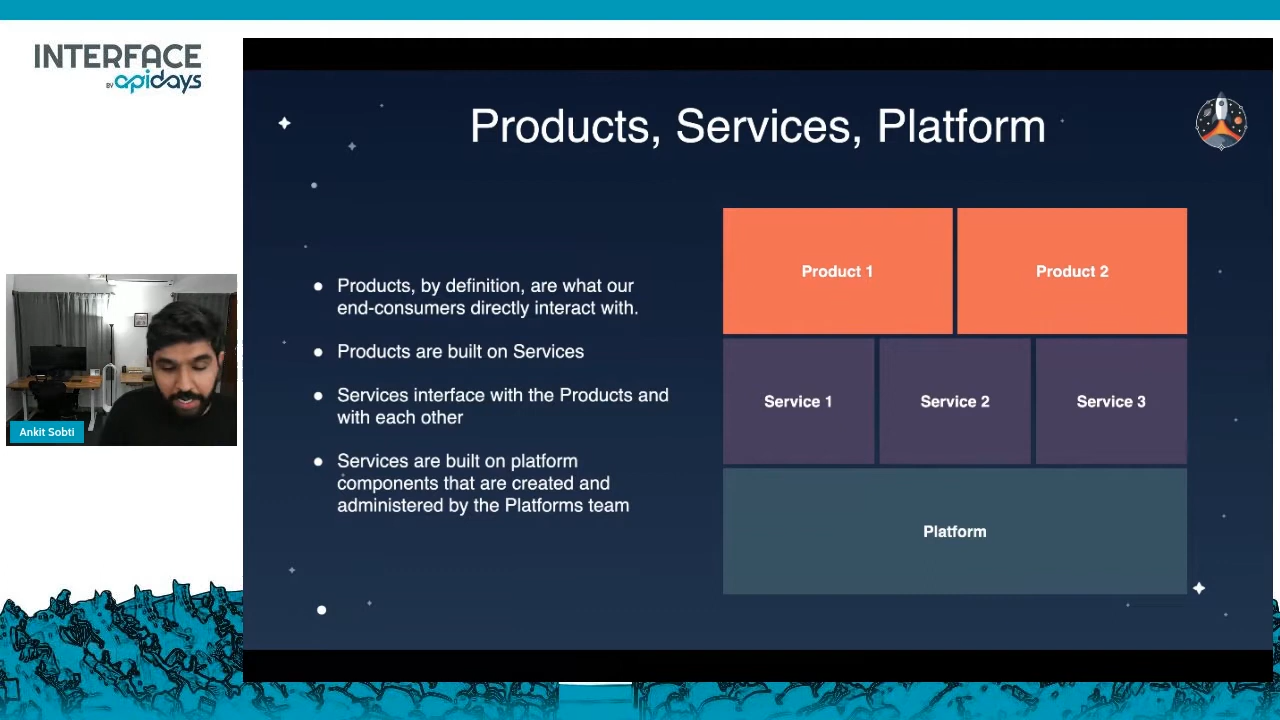 INTERFACE
BY apidays
Products, Services, Platform
Products, by definition, are what our
end-consumers directly interact with.
Products are built on Services
Services interface with the Products and
with each other
Services are built on platform
components that are created and
administered by the Platforms team
Product 1
Product 2
Service 1
Service 2
Service 3
Platform
Ankit Sobti